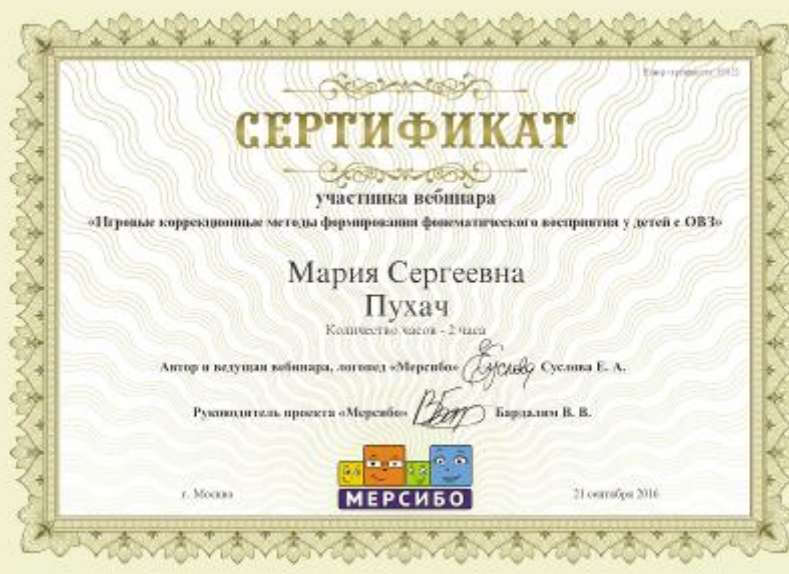 СЕРТИФИКАТ
участника вебинара
«Игровые коррекционные методы формирования фонематического восприятия у детей с ОВЗ»
Мария Сергеевна
Пухач
Количество часов - 2 часа
Автор и ведущая вебинара, логопед «Мерсибо» Суслова Е. А.
Руководитель проекта «Мерсибо» Бардалим В. В.
МЕРСИБО
г. Москва 21 сентября 2016